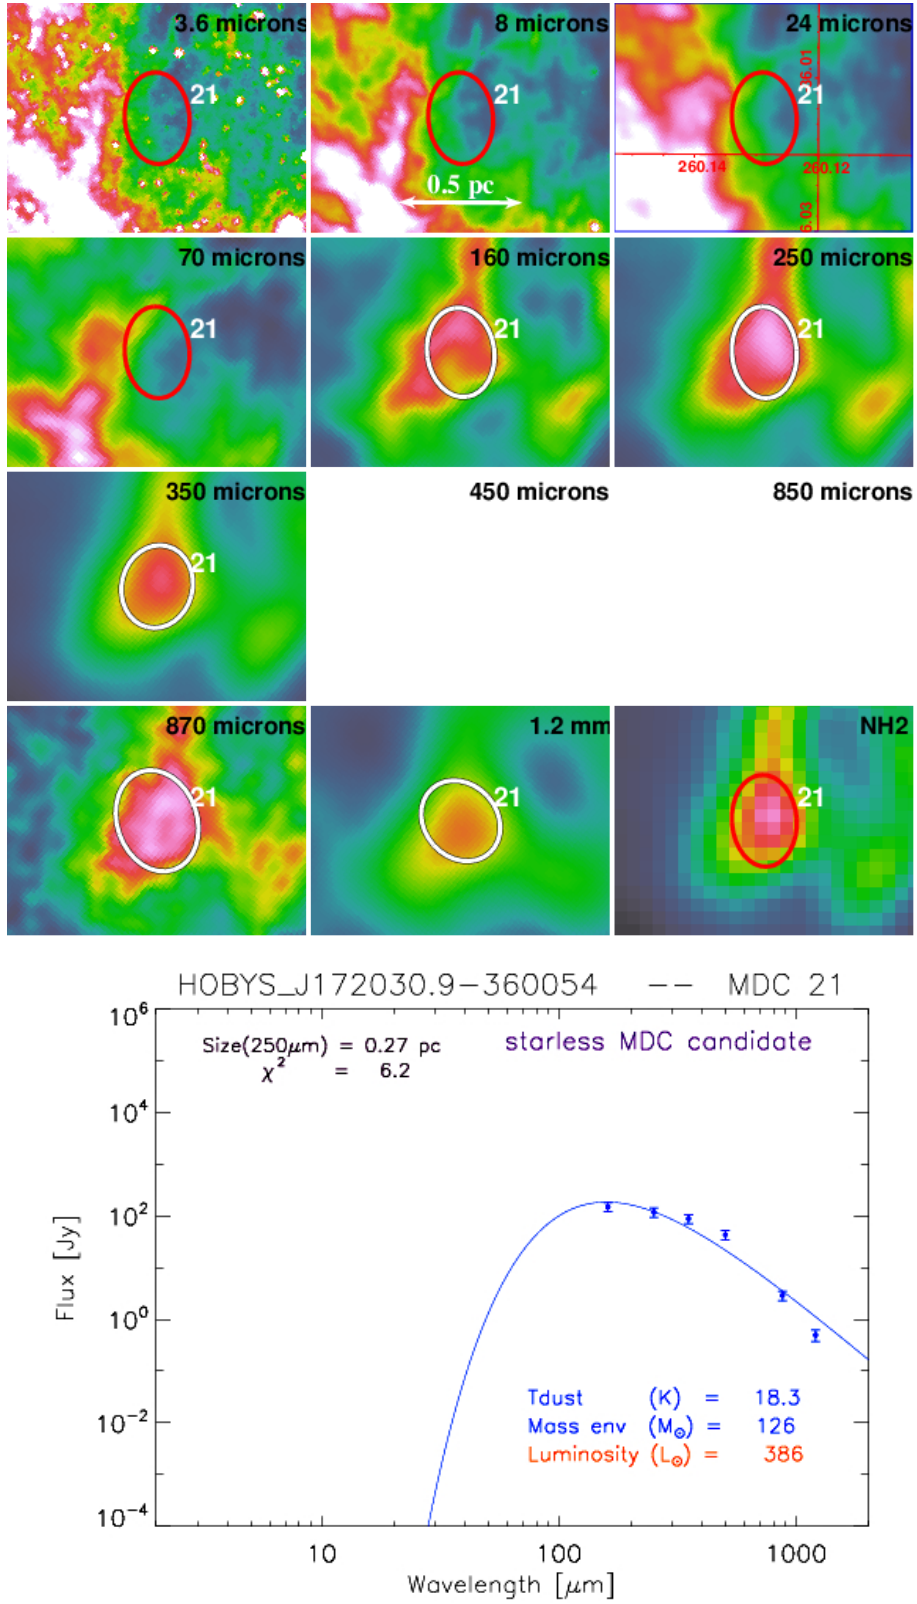 3.6 microns
21
8 microns
21
0.5 pc
24 microns
21
36.01
260.14
260.12
6.03
70 microns
21
160 microns
21
250 microns
21
350 microns
21
450 microns
850 microns
870 microns
21
1.2 mm
21
NH2
21
HOBYS_J172030.9-360054 -- MDC 21
Size(250μm) = 0.27 pc
χ² = 6.2
starless MDC candidate
10⁶
10⁴
10²
10⁰
10⁻²
10⁻⁴
Flux [Jy]
Tdust (K) = 18.3
Mass env (M⊙) = 126
Luminosity (L⊙) = 386
10
100
1000
Wavelength [μm]